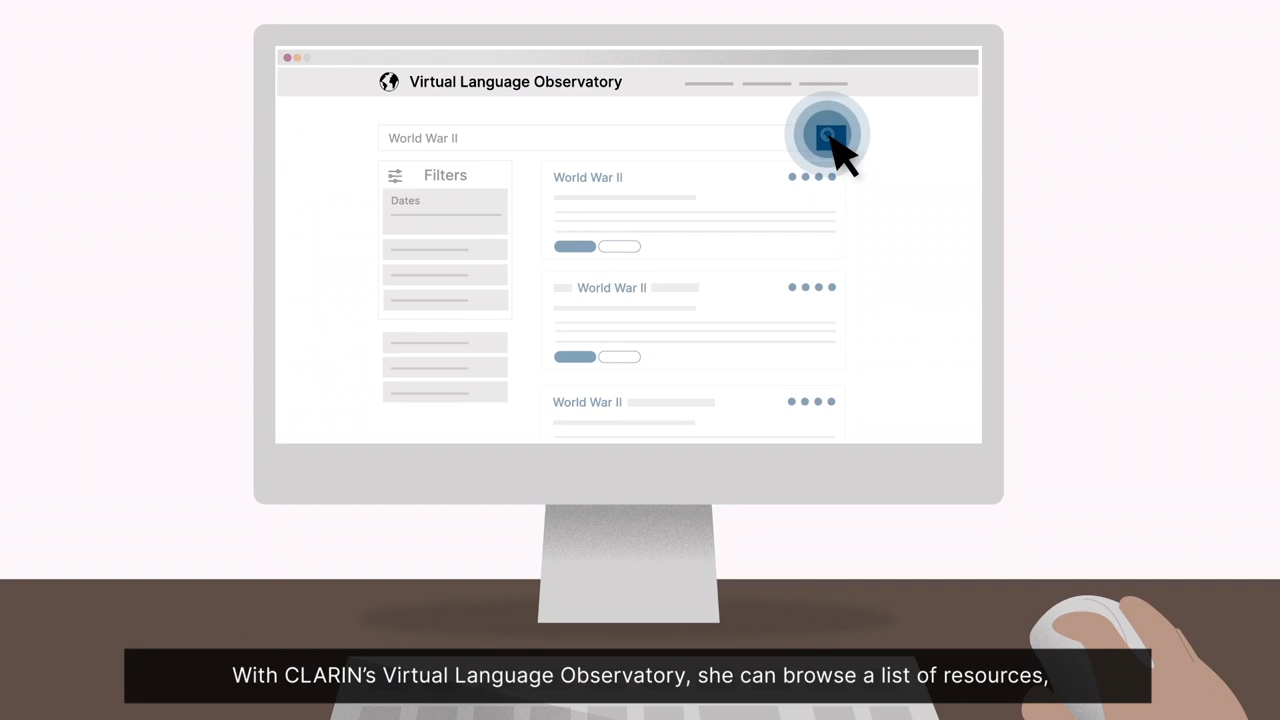 Virtual Language Observatory
World War II
Filters
Dates
World War II
World War II
World War II
With CLARIN’s Virtual Language Observatory, she can browse a list of resources,